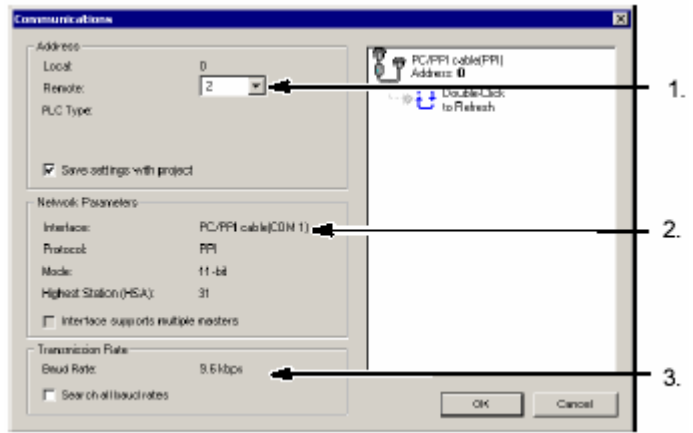 Communications
Address
Local: 0
Remote: 2
PLC Type:
Save settings with project
Network Parameters
Interface: PC/PPI cable(COM 1)
Protocol: PPI
Mode: 11-bit
Highest Station (HSA): 31
Interface supports multiple masters
Transmission Rate
Baud Rate: 9.6 kbps
Search all baud rates
PC/PPI cable(PPI)
Address: 0
Double-Click
to Refresh
OK Cancel
1.
2.
3.